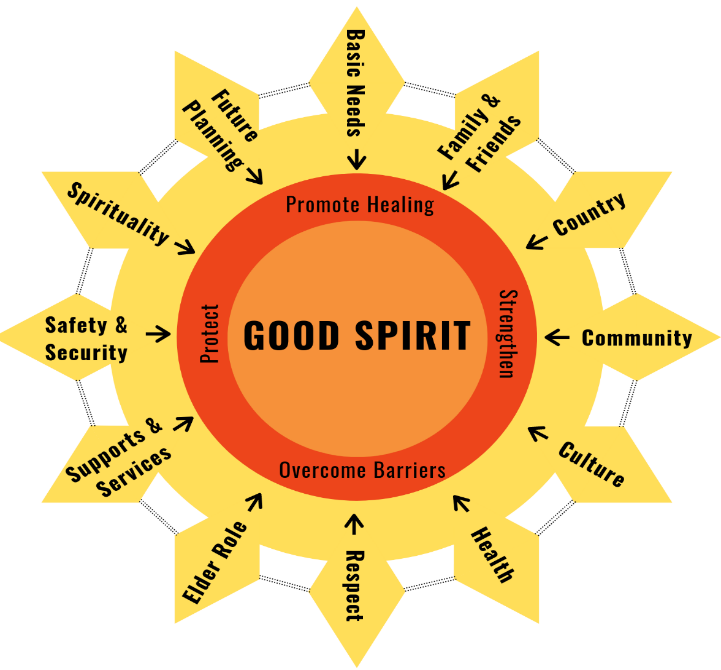 Basic Needs
Family &
Friends
Country
Community
Culture
Health
Respect
Elder Role
Supports &
Services
Safety &
Security
Spirituality
Future
Planning
Promote Healing
Strengthen
Overcome Barriers
Protect
GOOD SPIRIT